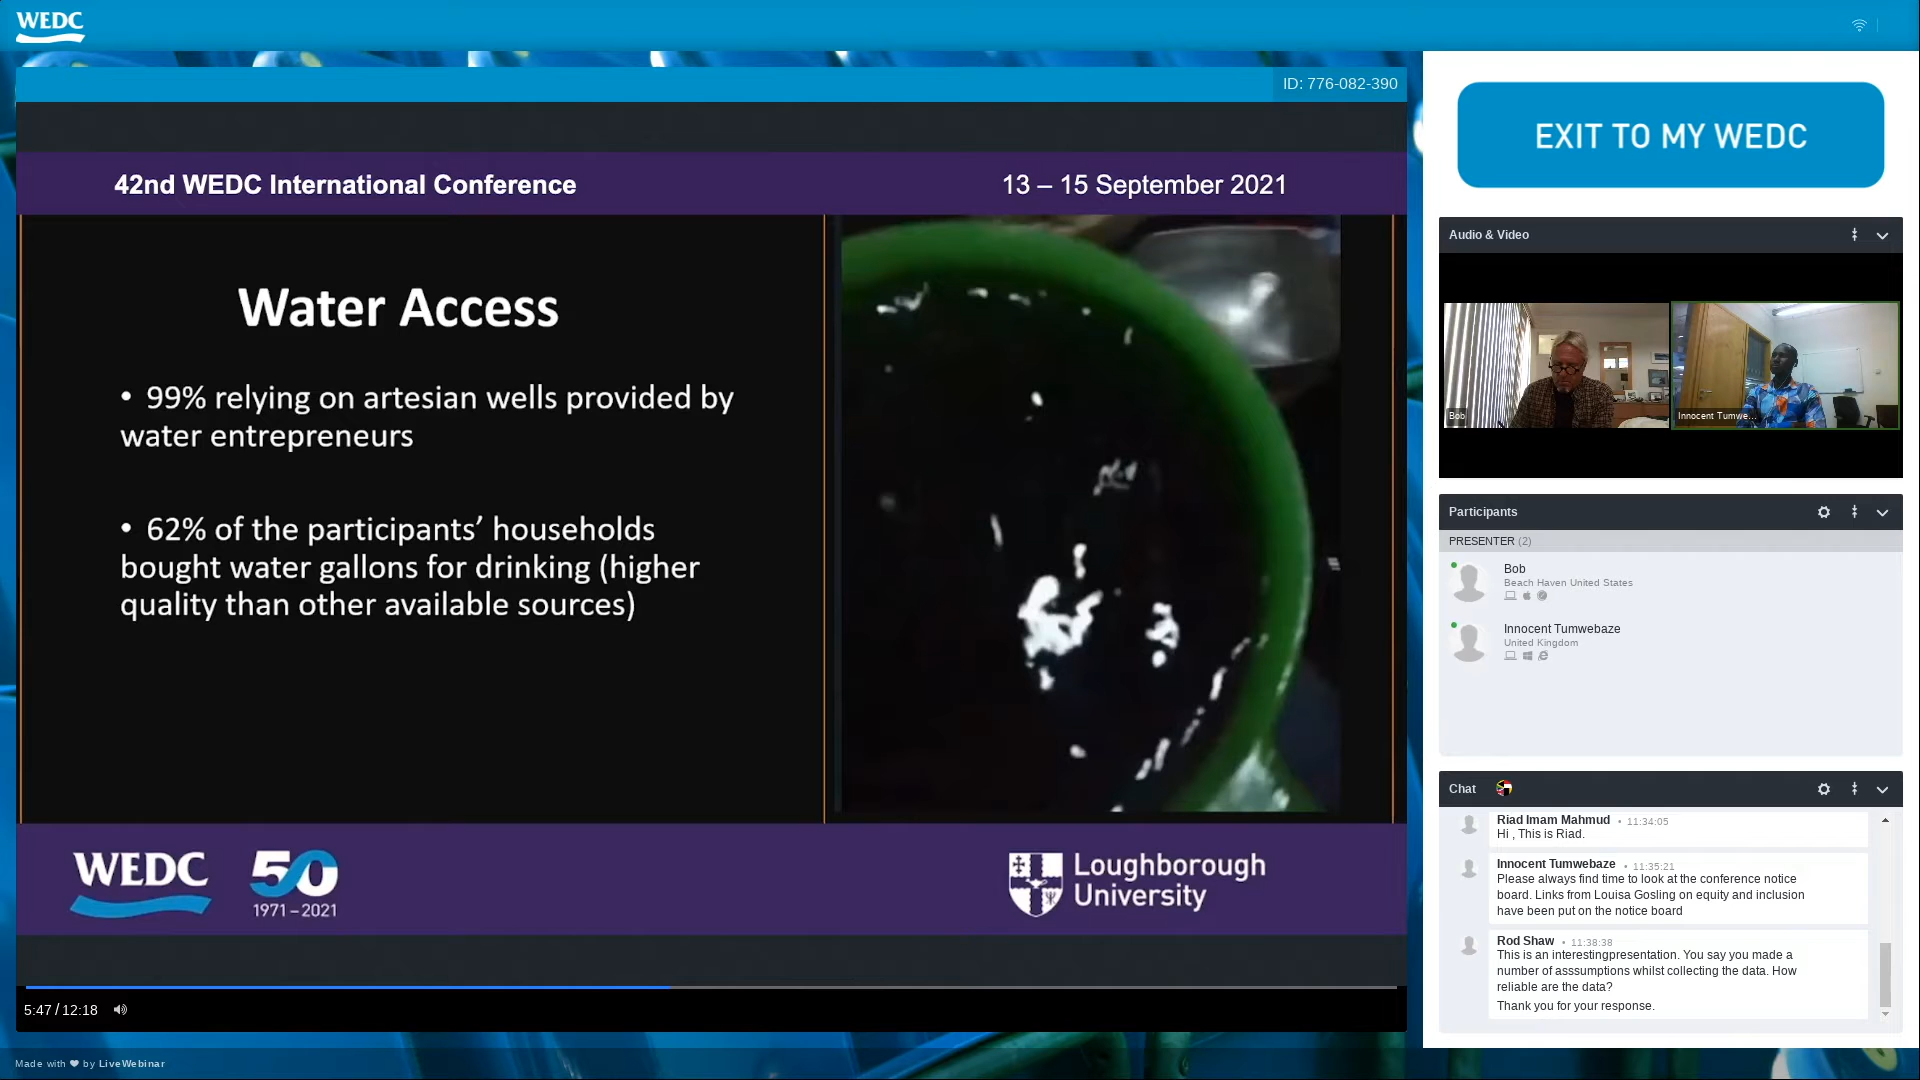 WEDC
ID: 776-082-390
42nd WEDC International Conference
13 – 15 September 2021
Water Access
• 99% relying on artesian wells provided by
water entrepreneurs
• 62% of the participants’ households
bought water gallons for drinking (higher
quality than other available sources)
WEDC
50
1971 – 2021
Loughborough
University
5:47 / 12:18
Made with ❤ by LiveWebinar
EXIT TO MY WEDC
Audio & Video
Bob
Innocent Tumwe...
Participants
PRESENTER (2)
Bob
Beach Haven United States
Innocent Tumwebaze
United Kingdom
Chat
Riad Imam Mahmud • 11:34:05
Hi , This is Riad.
Innocent Tumwebaze • 11:35:21
Please always find time to look at the conference notice
board. Links from Louisa Gosling on equity and inclusion
have been put on the notice board
Rod Shaw • 11:38:38
This is an interestingpresentation. You say you made a
number of asssumptions whilst collecting the data. How
reliable are the data?
Thank you for your response.